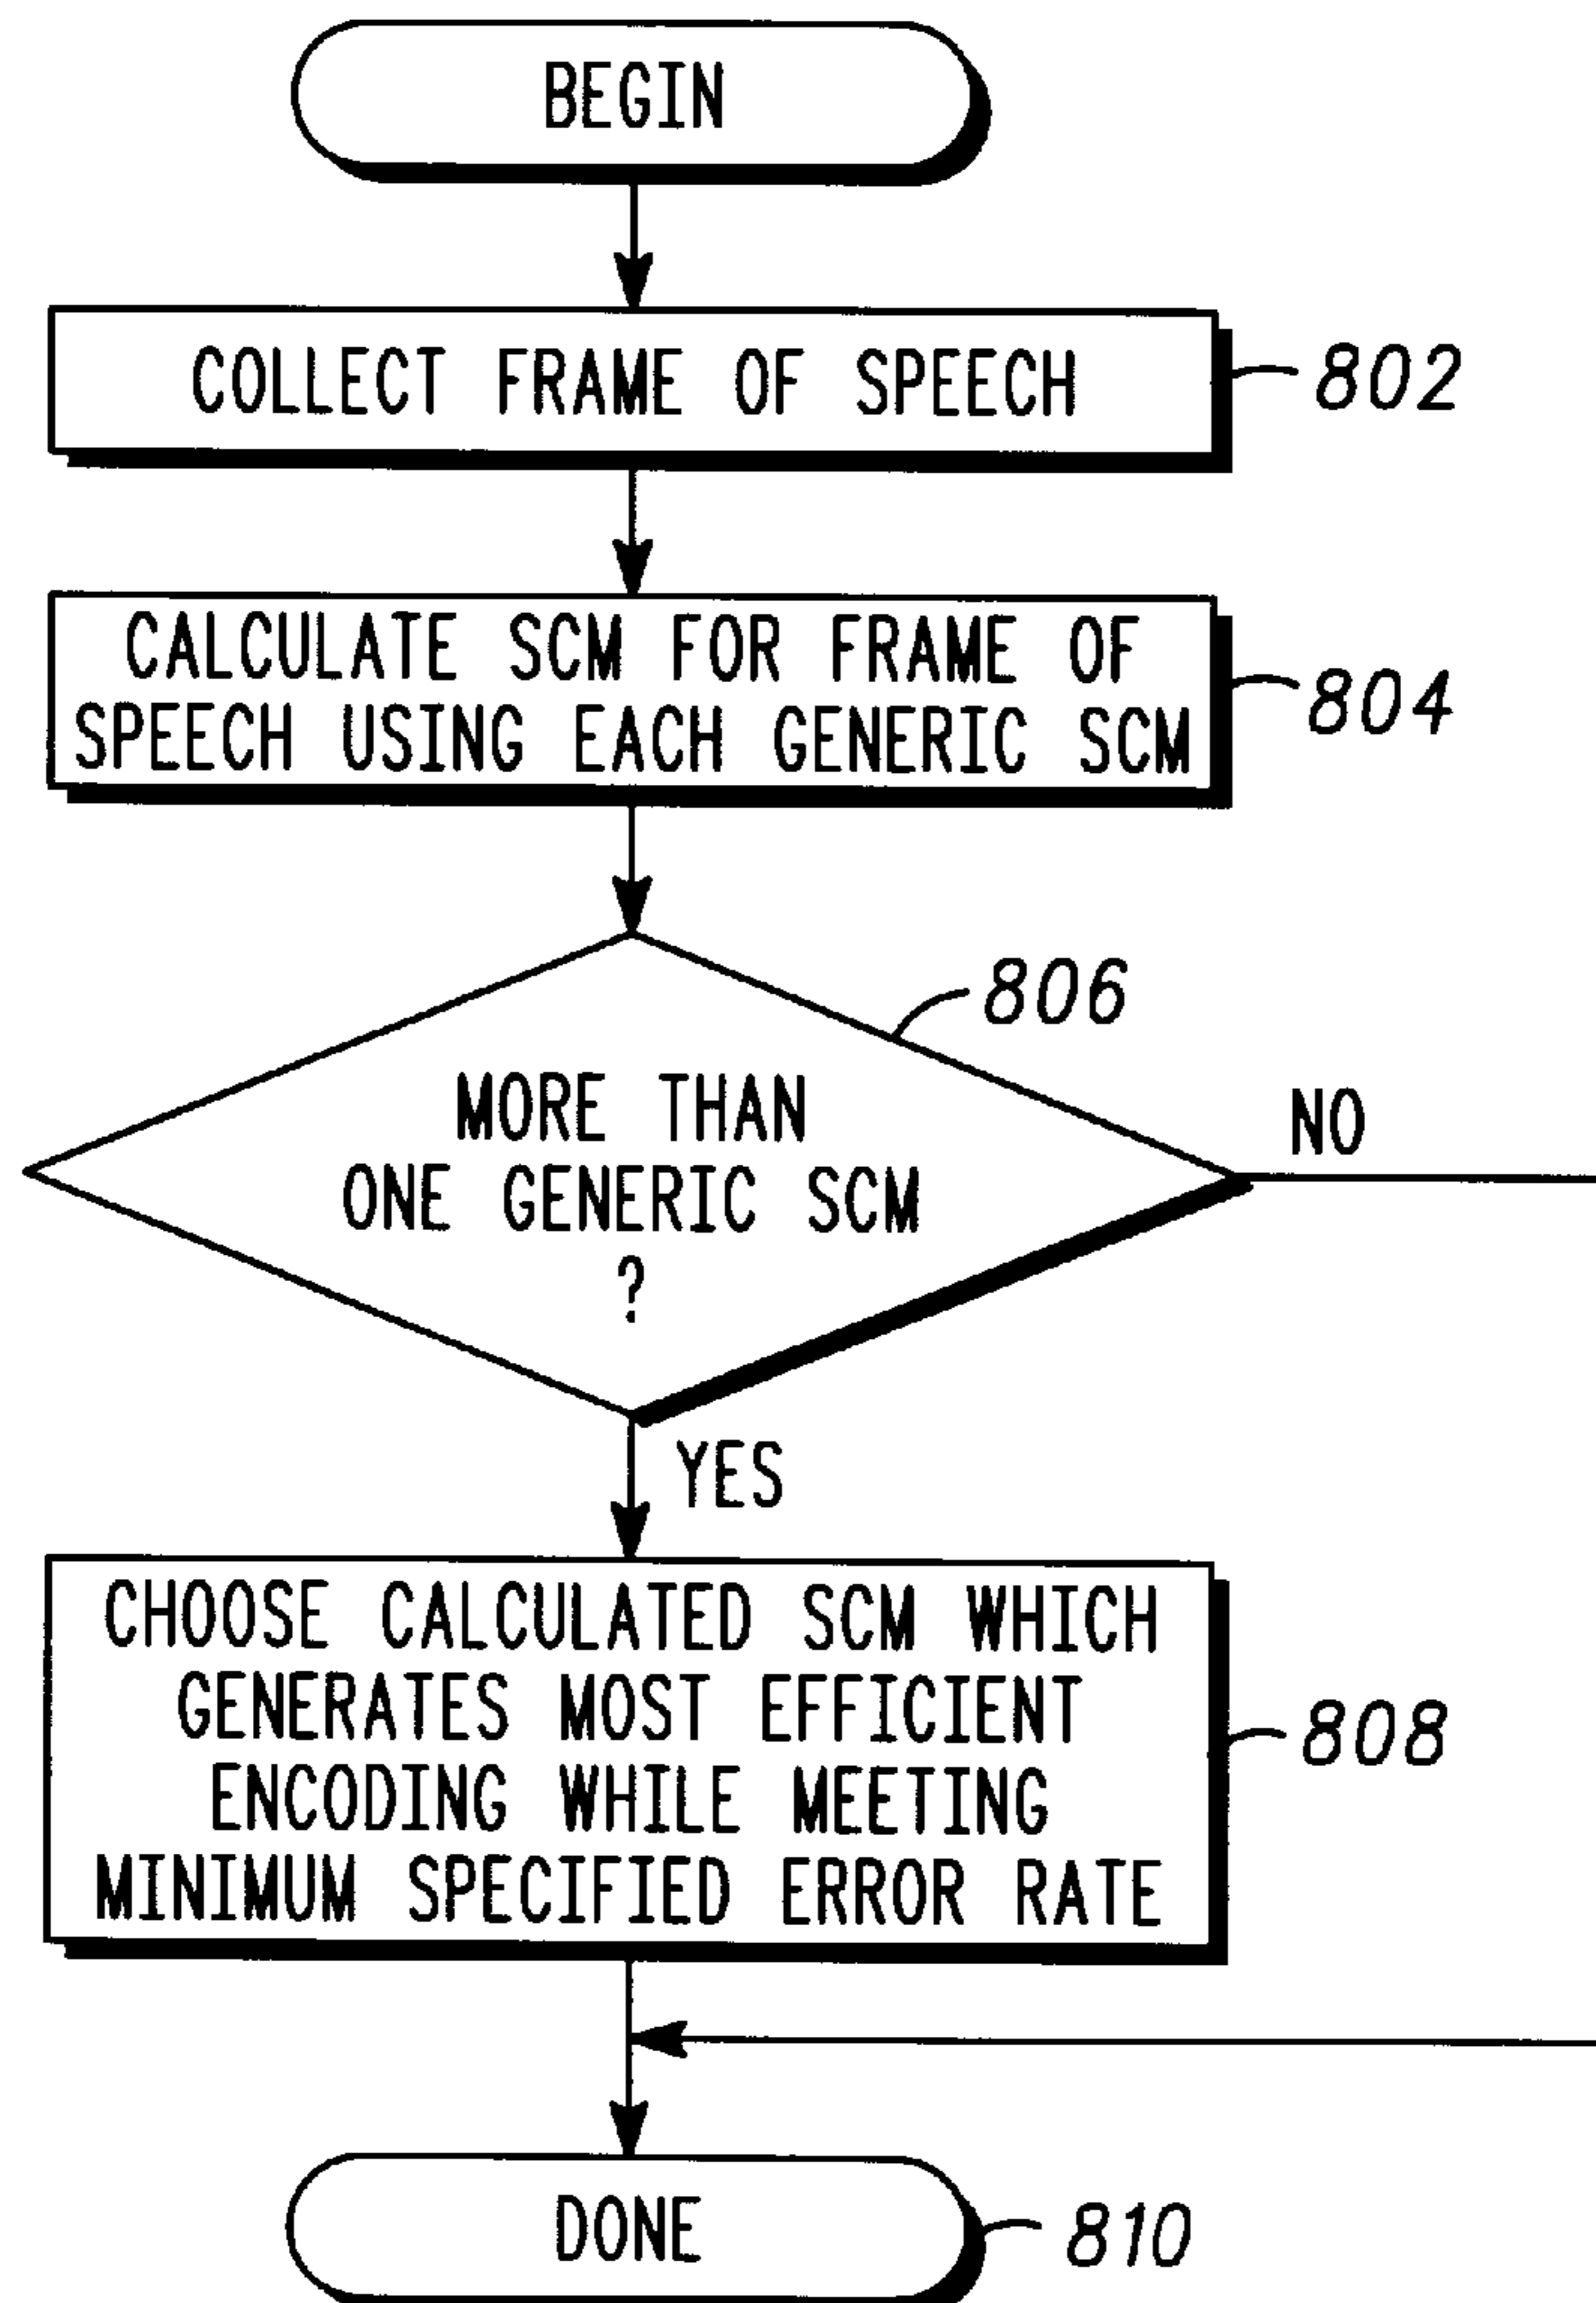 BEGIN
COLLECT FRAME OF SPEECH
802
CALCULATE SCM FOR FRAME OF
SPEECH USING EACH GENERIC SCM
804
806
MORE THAN
ONE GENERIC SCM
?
NO
YES
CHOOSE CALCULATED SCM WHICH
GENERATES MOST EFFICIENT
ENCODING WHILE MEETING
MINIMUM SPECIFIED ERROR RATE
808
DONE
810